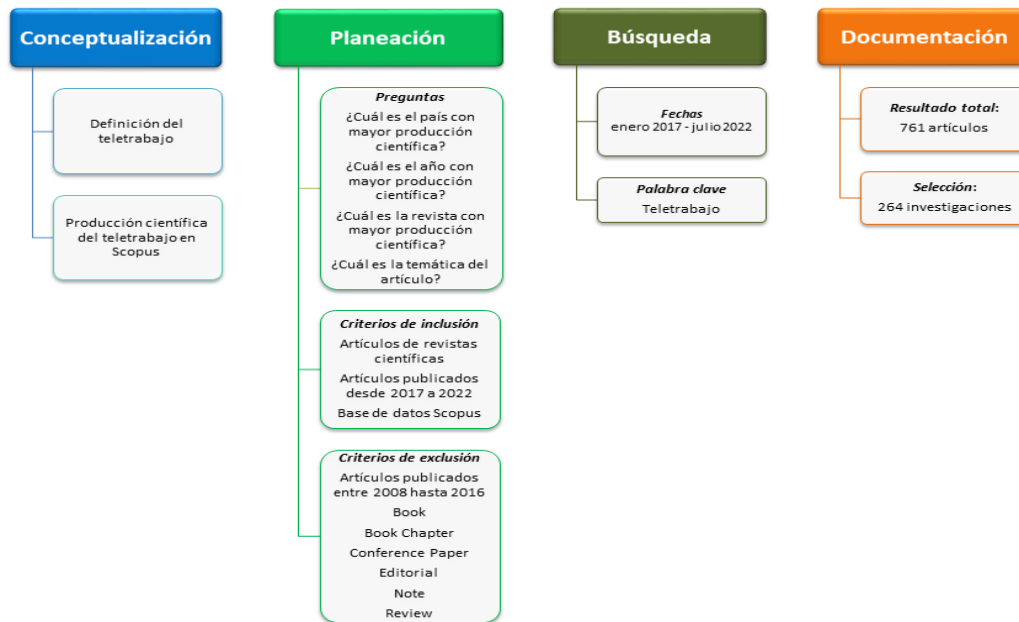 Conceptualización
Definición del
teletrabajo
Producción científica
del teletrabajo en
Scopus
Planeación
Preguntas
¿Cuál es el país con
mayor producción
científica?
¿Cuál es el año con
mayor producción
científica?
¿Cuál es la revista con
mayor producción
científica?
¿Cuál es la temática del
artículo?
Criterios de inclusión
Artículos de revistas
científicas
Artículos publicados
desde 2017 a 2022
Base de datos Scopus
Criterios de exclusión
Artículos publicados
entre 2008 hasta 2016
Book
Book Chapter
Conference Paper
Editorial
Note
Review
Búsqueda
Fechas
enero 2017 - julio 2022
Palabra clave
Teletrabajo
Documentación
Resultado total:
761 artículos
Selección:
264 investigaciones